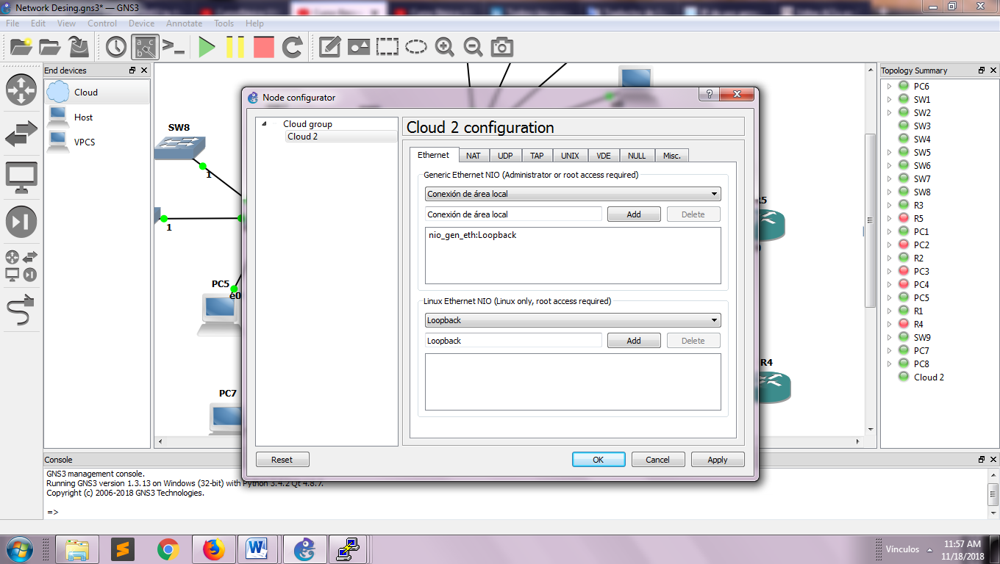 Network Desing.gns3* — GNS3
File Edit View Control Device Annotate Tools Help
End devices
Cloud
Host
VPCS
SW8
1
1
PC5
e0
PC7
R5
R4
Node configurator
Cloud group
Cloud 2
Cloud 2 configuration
Ethernet NAT UDP TAP UNIX VDE NULL Misc.
Generic Ethernet NIO (Administrator or root access required)
Conexión de área local
Conexión de área local Add Delete
nio_gen_eth:Loopback
Linux Ethernet NIO (Linux only, root access required)
Loopback
Loopback Add Delete
Reset OK Cancel Apply
Topology Summary
PC6
SW1
SW2
SW3
SW4
SW5
SW6
SW7
SW8
R3
R5
PC1
PC2
R2
PC3
PC4
PC5
R1
R4
SW9
PC7
PC8
Cloud 2
Console
GNS3 management console.
Running GNS3 version 1.3.13 on Windows (32-bit) with Python 3.4.2 Qt 4.8.7.
Copyright (c) 2006-2018 GNS3 Technologies.
=>
Vínculos
11:57 AM
11/18/2018